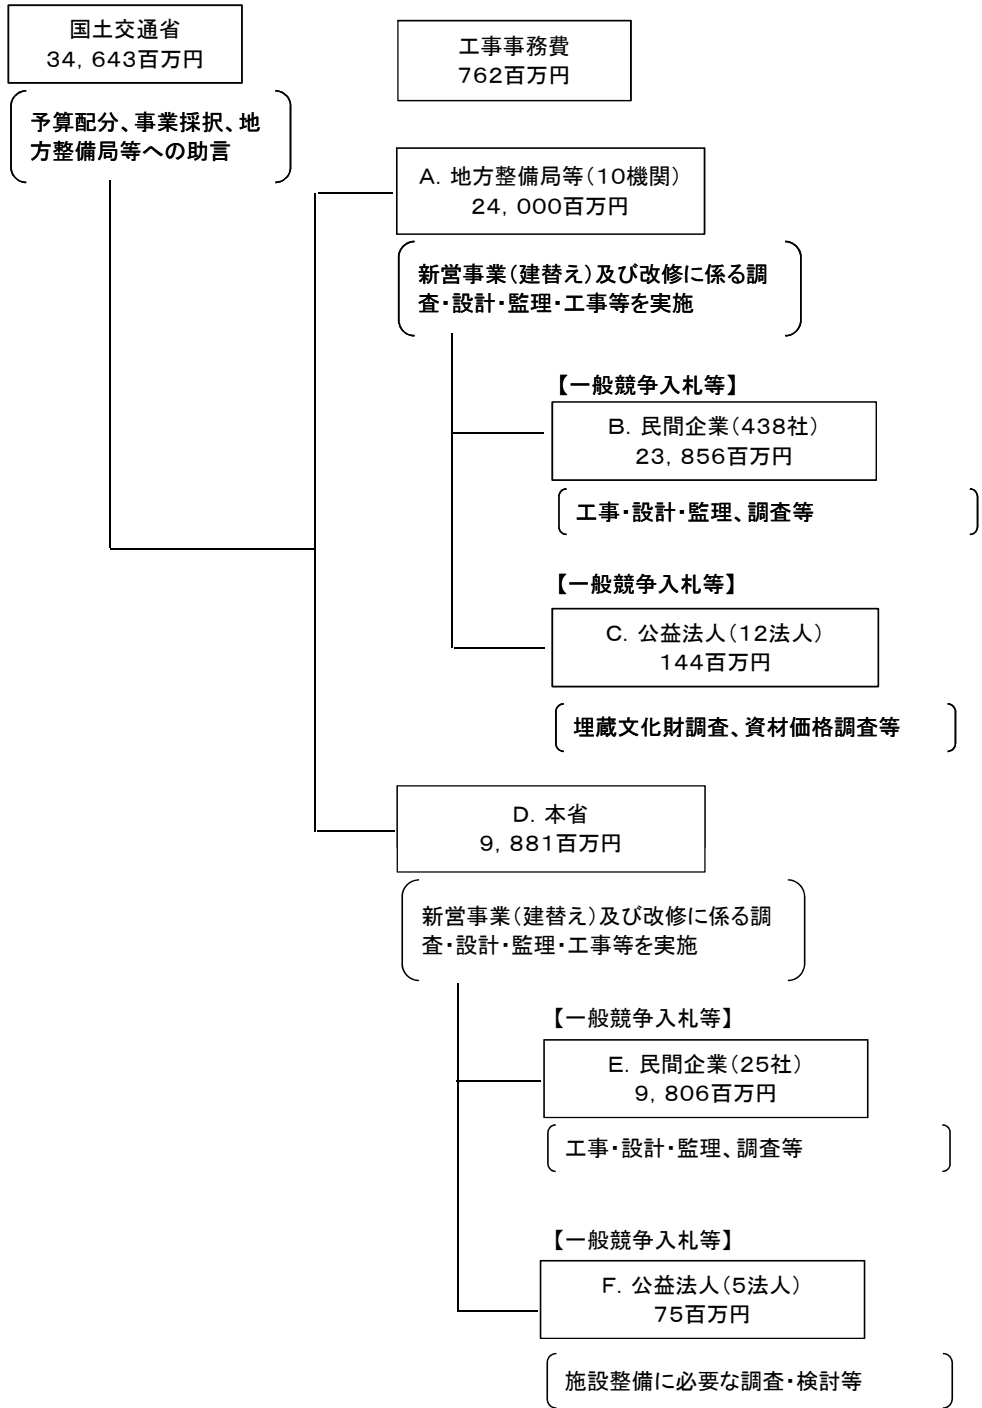 国土交通省
34,643百万円
工事事務費
762百万円
予算配分、事業採択、地
方整備局等への助言
A. 地方整備局等(10機関)
24,000百万円
新営事業(建替え)及び改修に係る調
査・設計・監理・工事等を実施
【一般競争入札等】
B. 民間企業(438社)
23,856百万円
工事・設計・監理、調査等
【一般競争入札等】
C. 公益法人(12法人)
144百万円
埋蔵文化財調査、資材価格調査等
D. 本省
9,881百万円
新営事業(建替え)及び改修に係る調
査・設計・監理・工事等を実施
【一般競争入札等】
E. 民間企業(25社)
9,806百万円
工事・設計・監理、調査等
【一般競争入札等】
F. 公益法人(5法人)
75百万円
施設整備に必要な調査・検討等